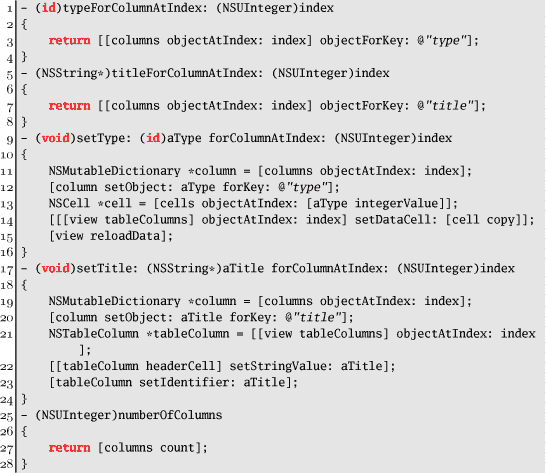 1 - (id)typeForColumnAtIndex: (NSUInteger)index
2 {
3     return [[columns objectAtIndex: index] objectForKey: @"type"];
4 }
5 - (NSString*)titleForColumnAtIndex: (NSUInteger)index
6 {
7     return [[columns objectAtIndex: index] objectForKey: @"title"];
8 }
9 - (void)setType: (id)aType forColumnAtIndex: (NSUInteger)index
10 {
11     NSMutableDictionary *column = [columns objectAtIndex: index];
12     [column setObject: aType forKey: @"type"];
13     NSCell *cell = [cells objectAtIndex: [aType integerValue]];
14     [[[view tableColumns] objectAtIndex: index] setDataCell: [cell copy]];
15     [view reloadData];
16 }
17 - (void)setTitle: (NSString*)aTitle forColumnAtIndex: (NSUInteger)index
18 {
19     NSMutableDictionary *column = [columns objectAtIndex: index];
20     [column setObject: aTitle forKey: @"title"];
21     NSTableColumn *tableColumn = [[view tableColumns] objectAtIndex: index
];
22     [[tableColumn headerCell] setStringValue: aTitle];
23     [tableColumn setIdentifier: aTitle];
24 }
25 - (NSUInteger)numberOfColumns
26 {
27     return [columns count];
28 }